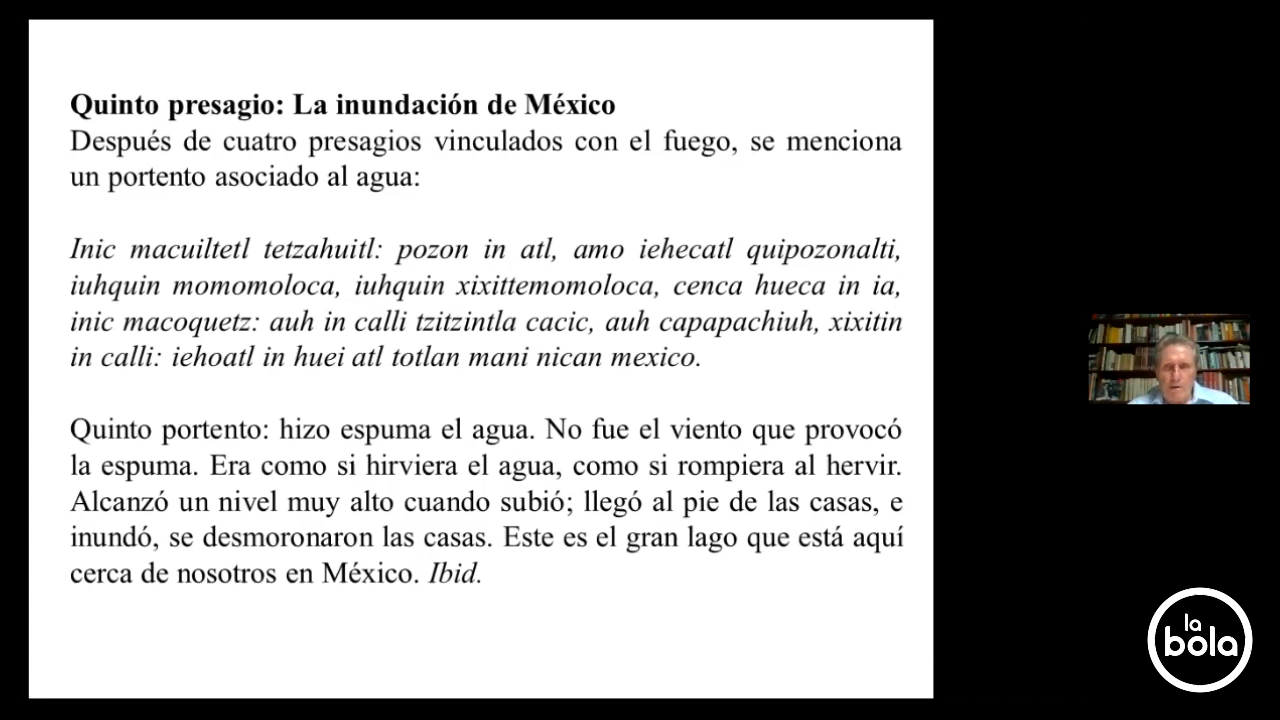 Quinto presagio: La inundación de México
Después de cuatro presagios vinculados con el fuego, se menciona
un portento asociado al agua:
Inic macuiltetl tetzahuitl: pozon in atl, amo iehecatl quipozonalti,
iuhquin momomoloca, iuhquin xixittemomoloca, cenca hueca in ia,
inic macoquetz: auh in calli tzitzintla cacic, auh capapachiuh, xixitin
in calli: iehoatl in huei atl totlan mani nican mexico.
Quinto portento: hizo espuma el agua. No fue el viento que provocó
la espuma. Era como si hirviera el agua, como si rompiera al hervir.
Alcanzó un nivel muy alto cuando subió; llegó al pie de las casas, e
inundó, se desmoronaron las casas. Este es el gran lago que está aquí
cerca de nosotros en México. Ibid.
la
bola